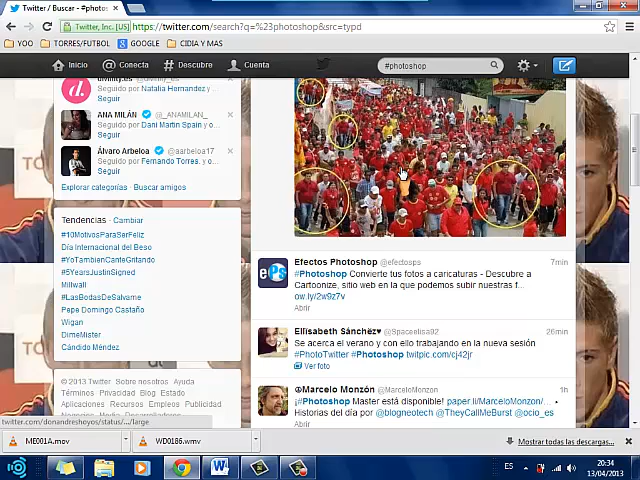 Twitter / Buscar - #photos
Twitter, Inc. [US] https://twitter.com/search?q=%23photoshop&src=typd
YOO TORRES/FUTBOL GOOGLE CIDIA Y MAS
Inicio Conecta Descubre Cuenta #photoshop
divinity.es @divinity_es
Seguido por Natalia Hernandez y...
Seguir
ANA MILÁN @_ANAMILAN_
Seguido por Dani Martin Spain y o...
Seguir
Álvaro Arbeloa @aarbeloa17
Seguido por Fernando Torres. y o...
Seguir
Explorar categorías · Buscar amigos
Tendencias · Cambiar
#10MotivosParaSerFeliz
Día Internacional del Beso
#YoTambienCanteGritando
#5YearsJustinSigned
Millwall
#LasBodasDeSalvame
Pepe Domingo Castaño
Wigan
DimeMister
Cándido Méndez
© 2013 Twitter Sobre nosotros Ayuda
Términos Privacidad Blog Estado
Aplicaciones Recursos Empleos Publicidad
Negocios Media Desarrolladores
Efectos Photoshop @efectosps 7min
#Photoshop Convierte tus fotos a caricaturas - Descubre a
Cartoonize, sitio web en la que podemos subir nuestras f...
ow.ly/2w9z7v
Abrir
Ellisabeth Sánchëz♥ @Spaceelisa92 26min
Se acerca el verano y con ello trabajando en la nueva sesión
#PhotoTwitter #Photoshop twitpic.com/cj42jr
Ver foto
@Marcelo Monzón @MarceloMonzon 1h
¡#Photoshop Master está disponible! paper.li/MarceloMonzon/...
Historias del día por @blogneotech @TheyCallMeBurst @ocio_es
Abrir
twitter.com/donandreshoyos/status/.../large
ME001A.mov WD0186.wmv Mostrar todas las descargas...
ES 20:34
13/04/2013